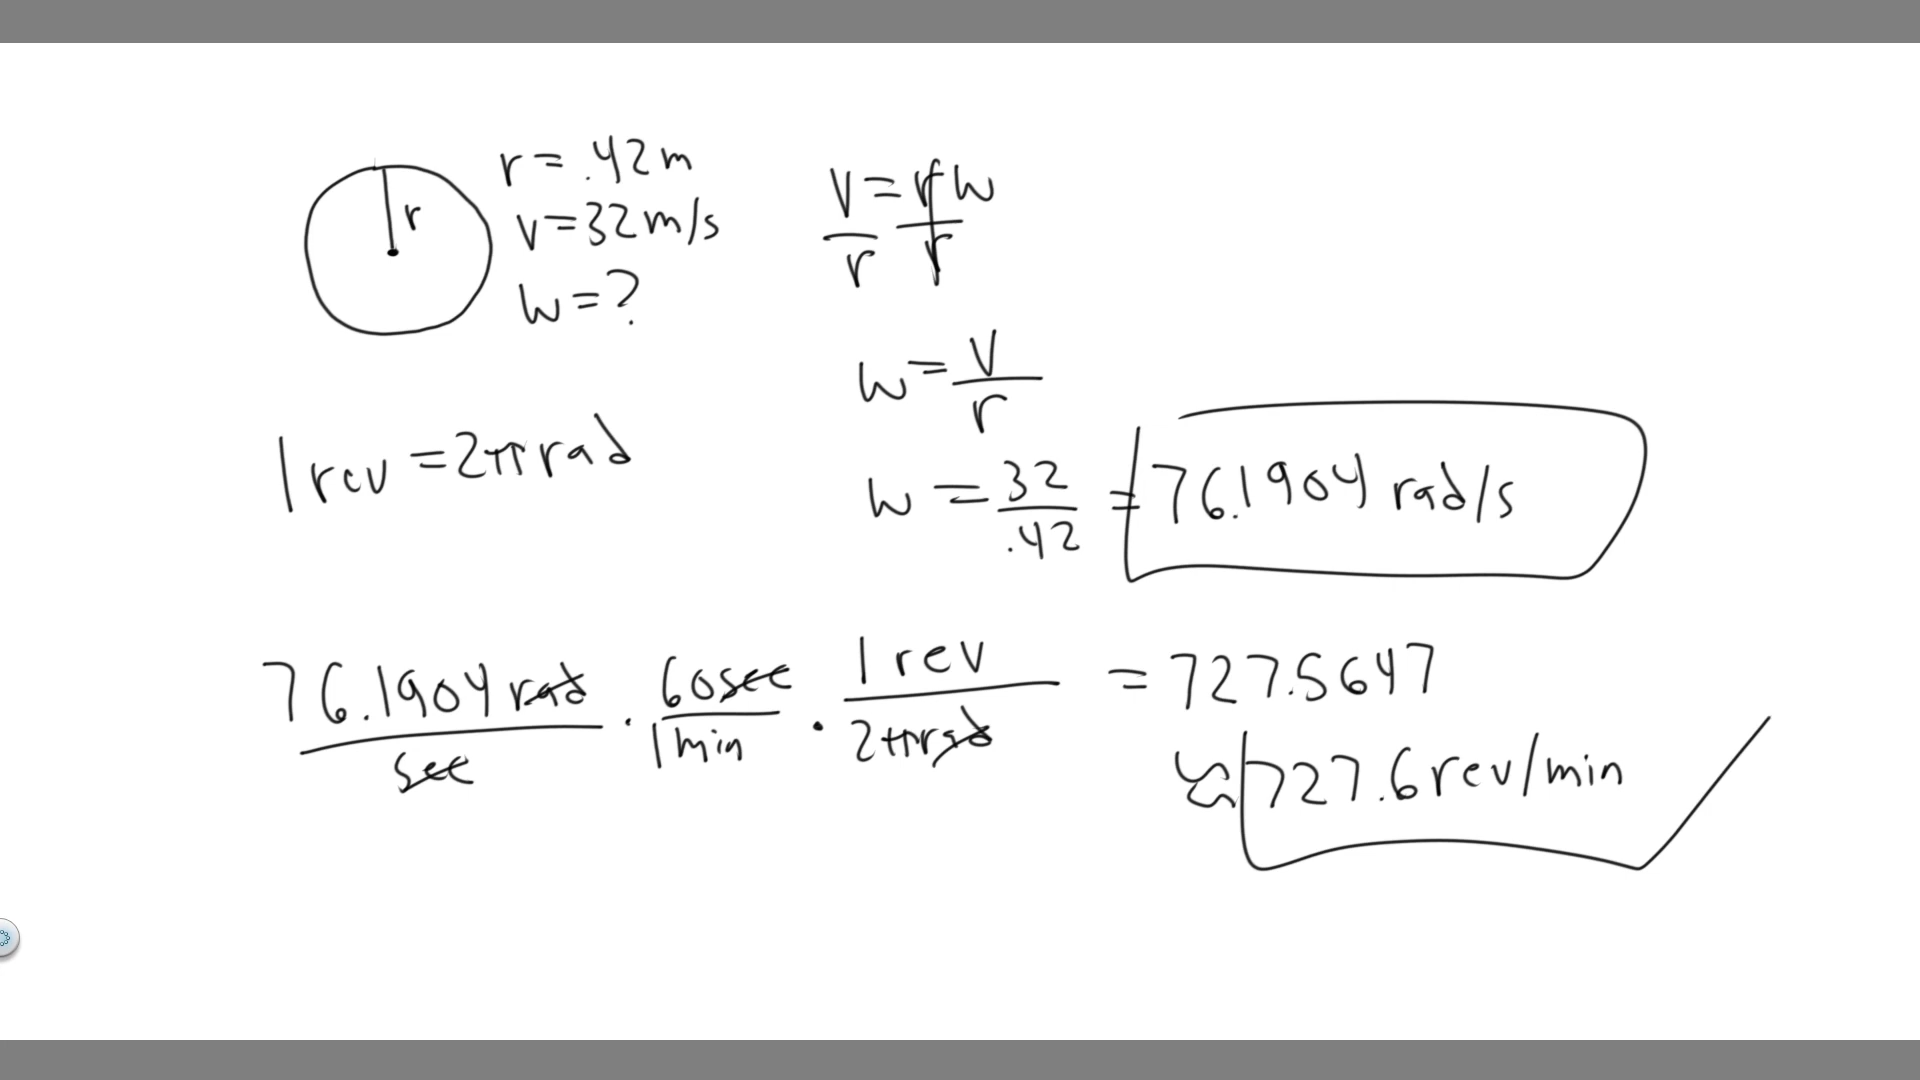 r
r = .42m
v = 32 m/s
w = ?
v = rw
r r
w = v/r
1 rev = 2π rad
w = 32/.42 = 76.1904 rad/s
76.1904 rad/sec · 60 sec/1 min · 1 rev/2π rad = 727.5647
≈ 727.6 rev/min